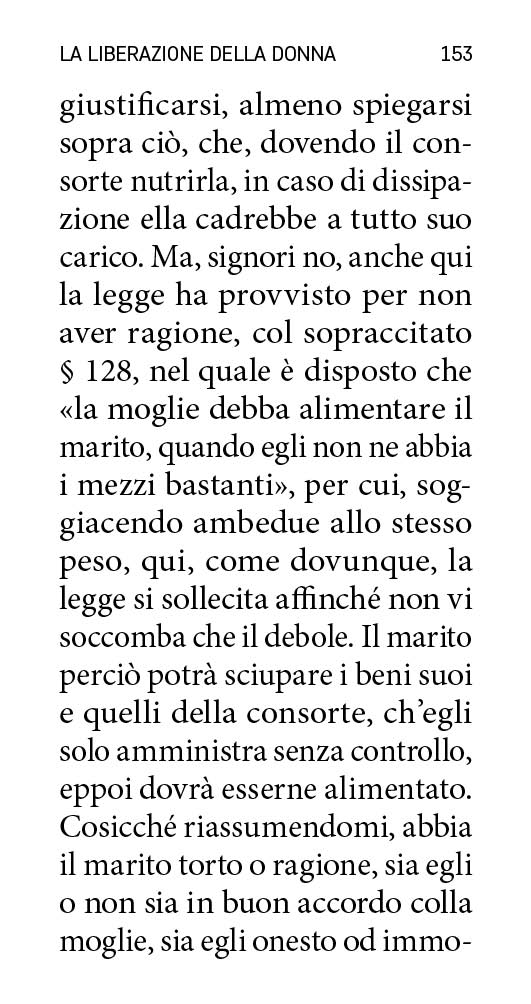 LA LIBERAZIONE DELLA DONNA 153
giustificarsi, almeno spiegarsi
sopra ciò, che, dovendo il con-
sorte nutrirla, in caso di dissipa-
zione ella cadrebbe a tutto suo
carico. Ma, signori no, anche qui
la legge ha provvisto per non
aver ragione, col sopraccitato
§ 128, nel quale è disposto che
«la moglie debba alimentare il
marito, quando egli non ne abbia
i mezzi bastanti», per cui, sog-
giacendo ambedue allo stesso
peso, qui, come dovunque, la
legge si sollecita affinché non vi
soccomba che il debole. Il marito
perciò potrà sciupare i beni suoi
e quelli della consorte, ch’egli
solo amministra senza controllo,
eppoi dovrà esserne alimentato.
Cosicché riassumendomi, abbia
il marito torto o ragione, sia egli
o non sia in buon accordo colla
moglie, sia egli onesto od immo-